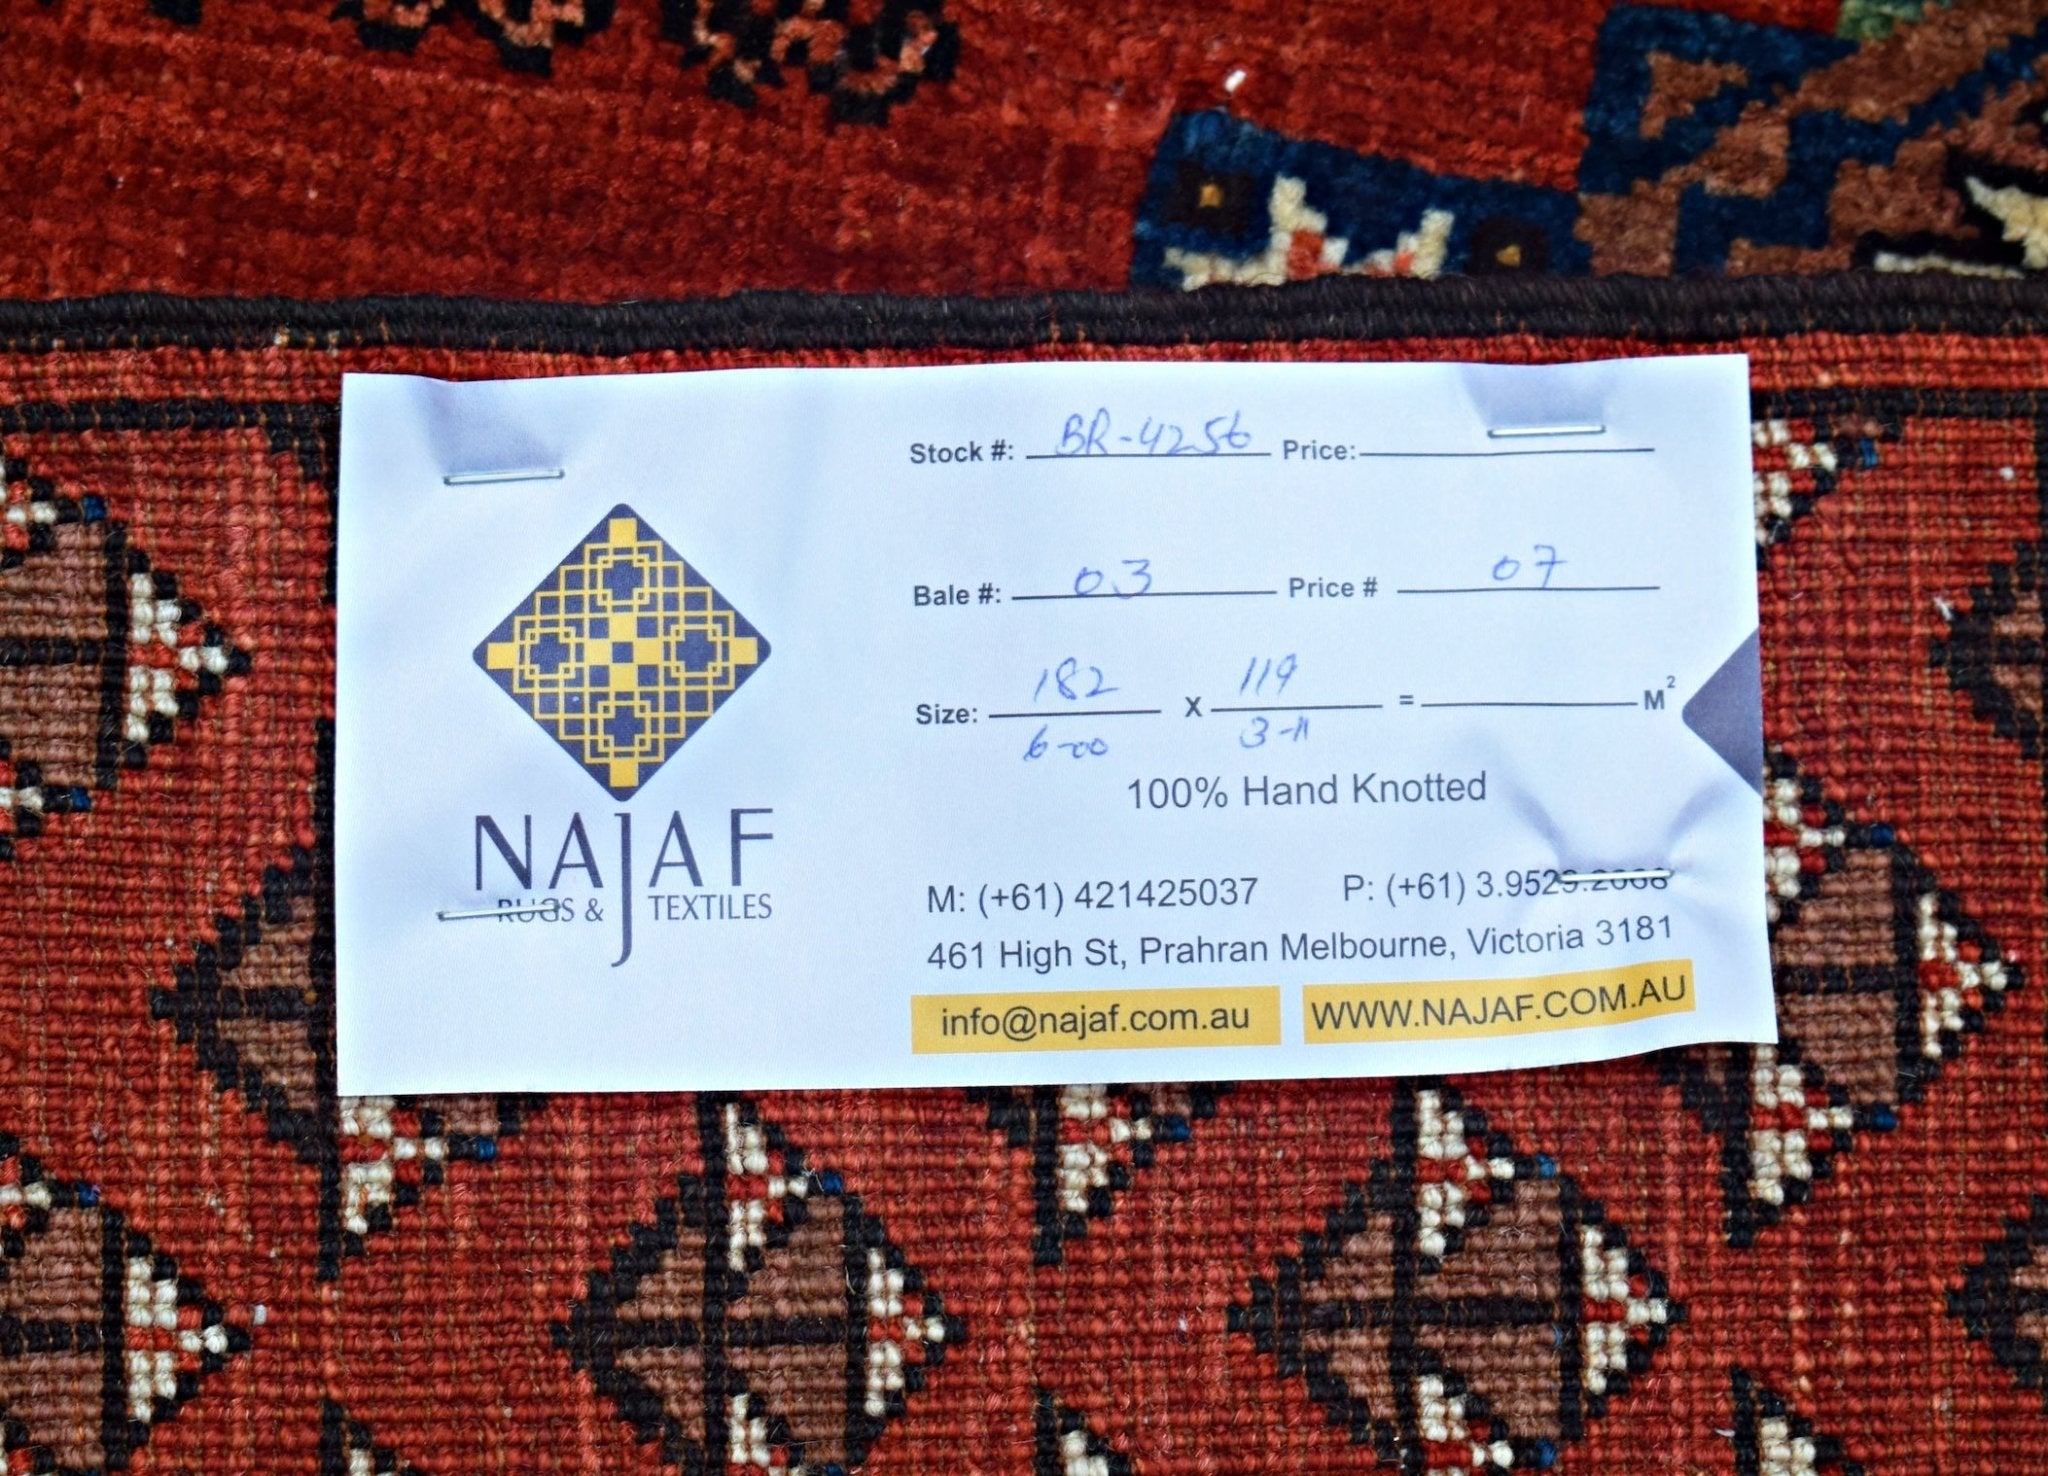 Stock #: BR-4256 Price:
Bale #: 03 Price # 07
Size: 182 X 119 = M²
6-00 3-11
100% Hand Knotted
NAJAF
RUGS & TEXTILES
M: (+61) 421425037 P: (+61) 3.9529.2068
461 High St, Prahran Melbourne, Victoria 3181
info@najaf.com.au WWW.NAJAF.COM.AU